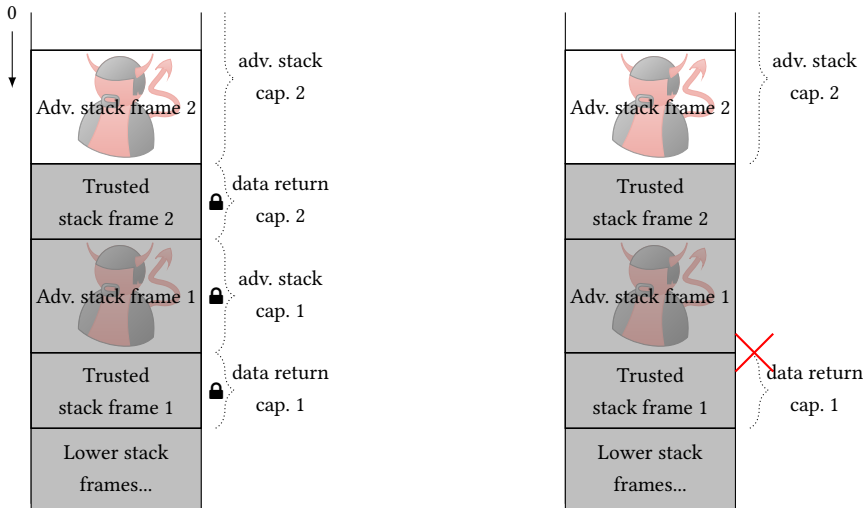 0
adv. stack
cap. 2
Adv. stack frame 2
Trusted
stack frame 2
data return
cap. 2
Adv. stack frame 1
adv. stack
cap. 1
Trusted
stack frame 1
data return
cap. 1
Lower stack
frames...
adv. stack
cap. 2
Adv. stack frame 2
Trusted
stack frame 2
Adv. stack frame 1
Trusted
stack frame 1
data return
cap. 1
Lower stack
frames...